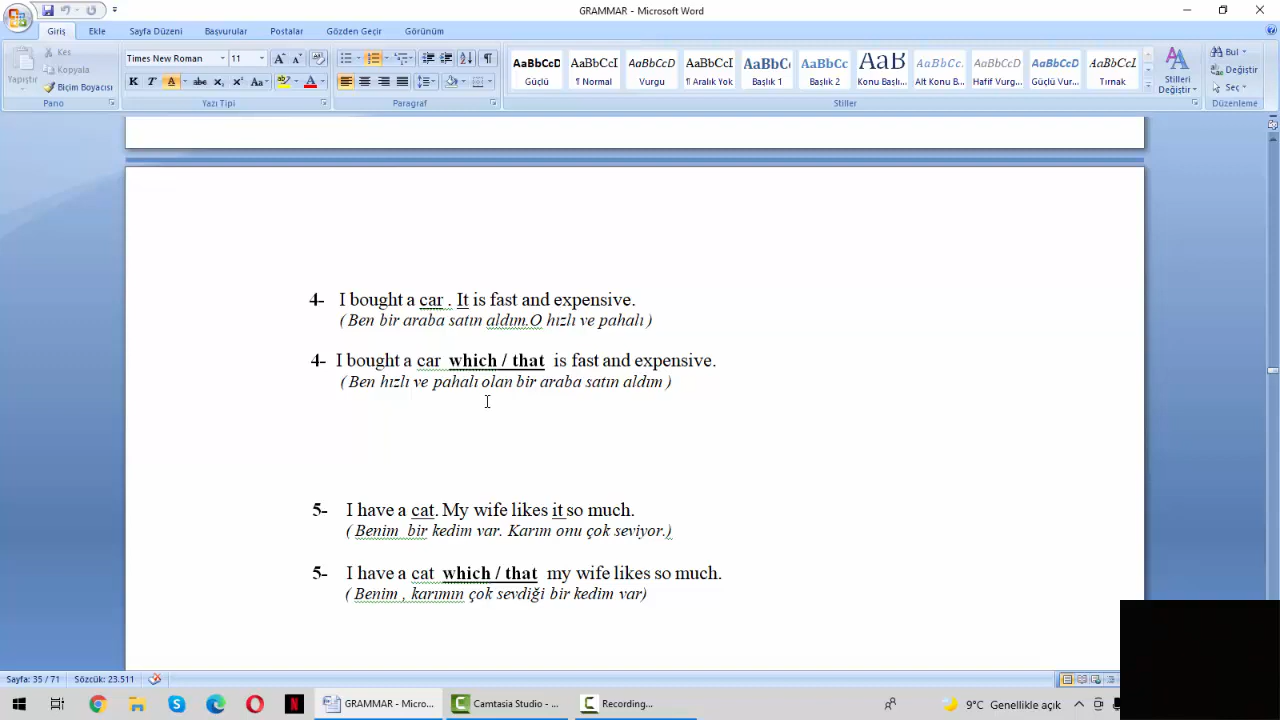 GRAMMAR - Microsoft Word
Giriş Ekle Sayfa Düzeni Başvurular Postalar Gözden Geçir Görünüm
Yapıştır
Kes
Kopyala
Biçim Boyacısı
Pano
Times New Roman 11
Yazı Tipi
Paragraf
AaBbCcD AaBbCcI AaBbCcD AaBbCcI AaBbC AaBbCc AaB AaBbCc. AaBbCcD AaBbCcD AaBbCcI
Güçlü ¶ Normal Vurgu ¶ Aralık Yok Başlık 1 Başlık 2 Konu Başlı... Alt Konu B... Hafif Vurg... Güçlü Vur... Tırnak
Stiller
Stilleri Değiştir
Bul
Değiştir
Seç
Düzenleme
4- I bought a car . It is fast and expensive.
( Ben bir araba satın aldım.O hızlı ve pahalı )
4- I bought a car which / that is fast and expensive.
( Ben hızlı ve pahalı olan bir araba satın aldım )
5- I have a cat. My wife likes it so much.
( Benim bir kedim var. Karım onu çok seviyor.)
5- I have a cat which / that my wife likes so much.
( Benim , karımın çok sevdiği bir kedim var)
Sayfa: 35 / 71 Sözcük: 23.511
GRAMMAR - Micro... Camtasia Studio - ... Recording... 9°C Genellikle açık